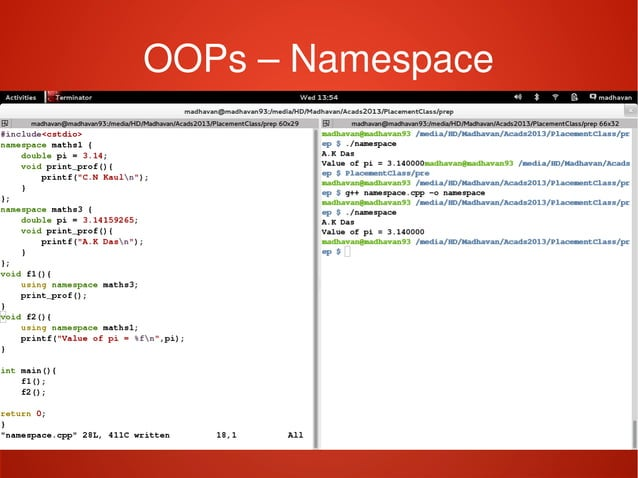 OOPs – Namespace
Activities Terminator Wed 13:54 madhavan
madhavan@madhavan93:/media/HD/Madhavan/Acads2013/PlacementClass/prep
madhavan@madhavan93:/media/HD/Madhavan/Acads2013/PlacementClass/prep 60x29
#include<cstdio>
namespace maths1 {
    double pi = 3.14;
    void print_prof(){
        printf("C.N Kaul\n");
    }
};
namespace maths3 {
    double pi = 3.14159265;
    void print_prof(){
        printf("A.K Das\n");
    }
};
void f1(){
    using namespace maths3;
    print_prof();
}
void f2(){
    using namespace maths1;
    printf("Value of pi = %f\n",pi);
}
int main(){
    f1();
    f2();
return 0;
}
"namespace.cpp" 28L, 411C written 18,1 All
madhavan@madhavan93:/media/HD/Madhavan/Acads2013/PlacementClass/prep 66x32
madhavan@madhavan93 /media/HD/Madhavan/Acads2013/PlacementClass/pr
ep $ ./namespace
A.K Das
Value of pi = 3.140000madhavan@madhavan93 /media/HD/Madhavan/Acads
ep $ PlacementClass/pre
madhavan@madhavan93 /media/HD/Madhavan/Acads2013/PlacementClass/pr
ep $ g++ namespace.cpp -o namespace
madhavan@madhavan93 /media/HD/Madhavan/Acads2013/PlacementClass/pr
ep $ ./namespace
A.K Das
Value of pi = 3.140000
madhavan@madhavan93 /media/HD/Madhavan/Acads2013/PlacementClass/pr
ep $